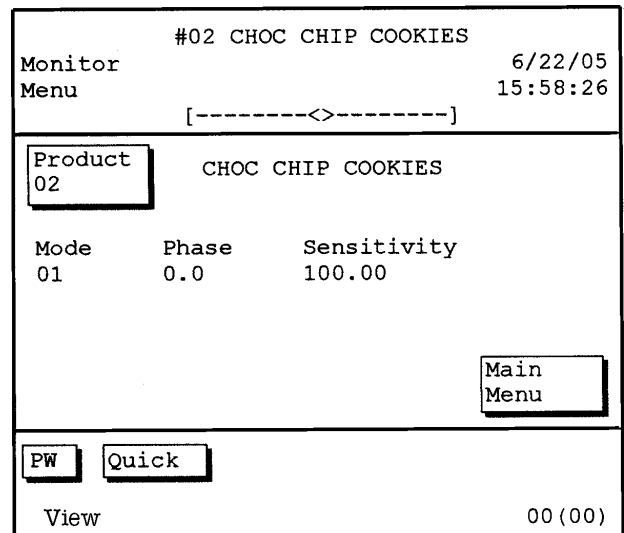 #02 CHOC CHIP COOKIES
Monitor 6/22/05
Menu 15:58:26
[--------<>--------]
Product
02
CHOC CHIP COOKIES
Mode Phase Sensitivity
01 0.0 100.00
Main
Menu
PW Quick
View 00(00)